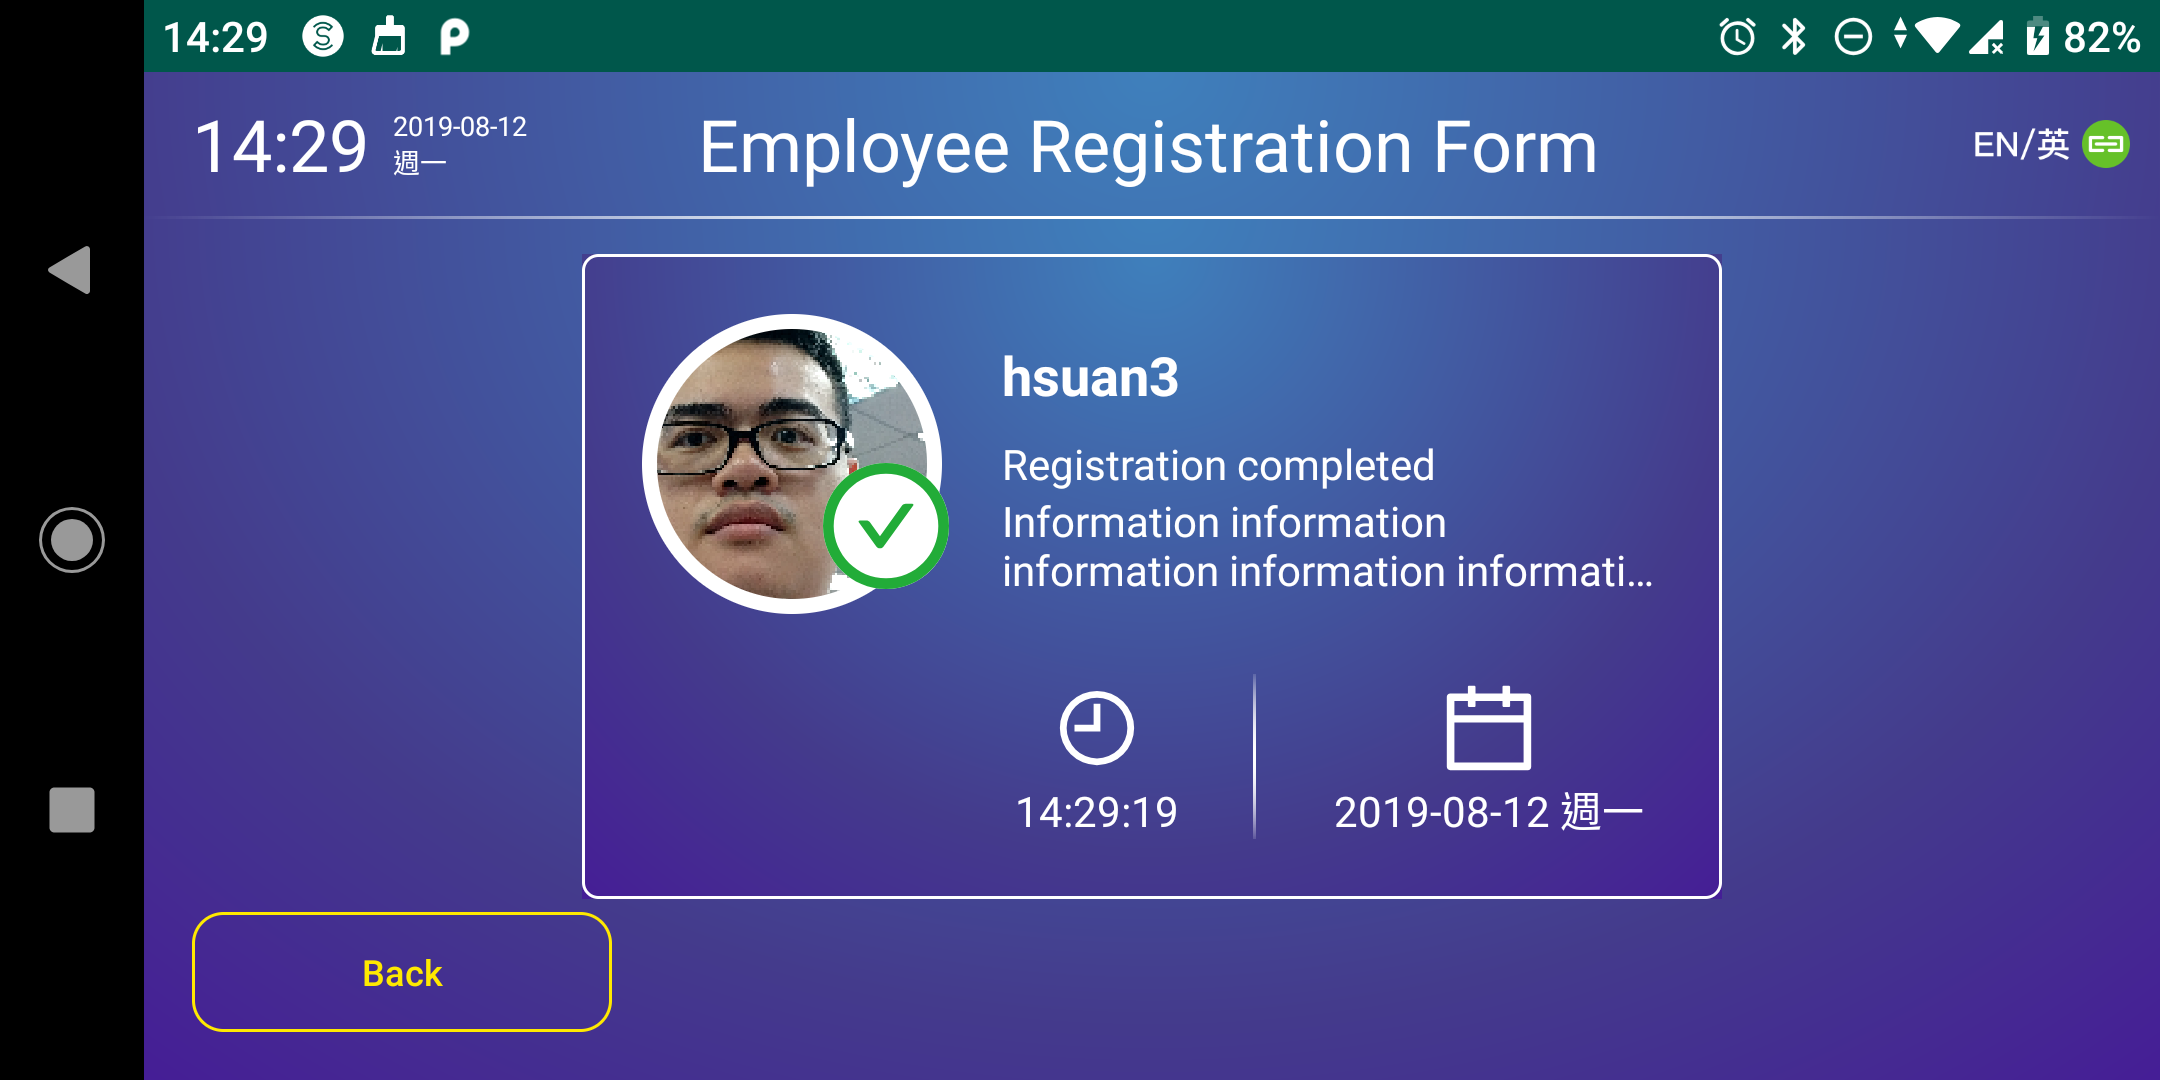 14:29
82%
14:29
2019-08-12
週一
Employee Registration Form
EN/英
hsuan3
Registration completed
Information information
information information informati...
14:29:19
2019-08-12 週一
Back